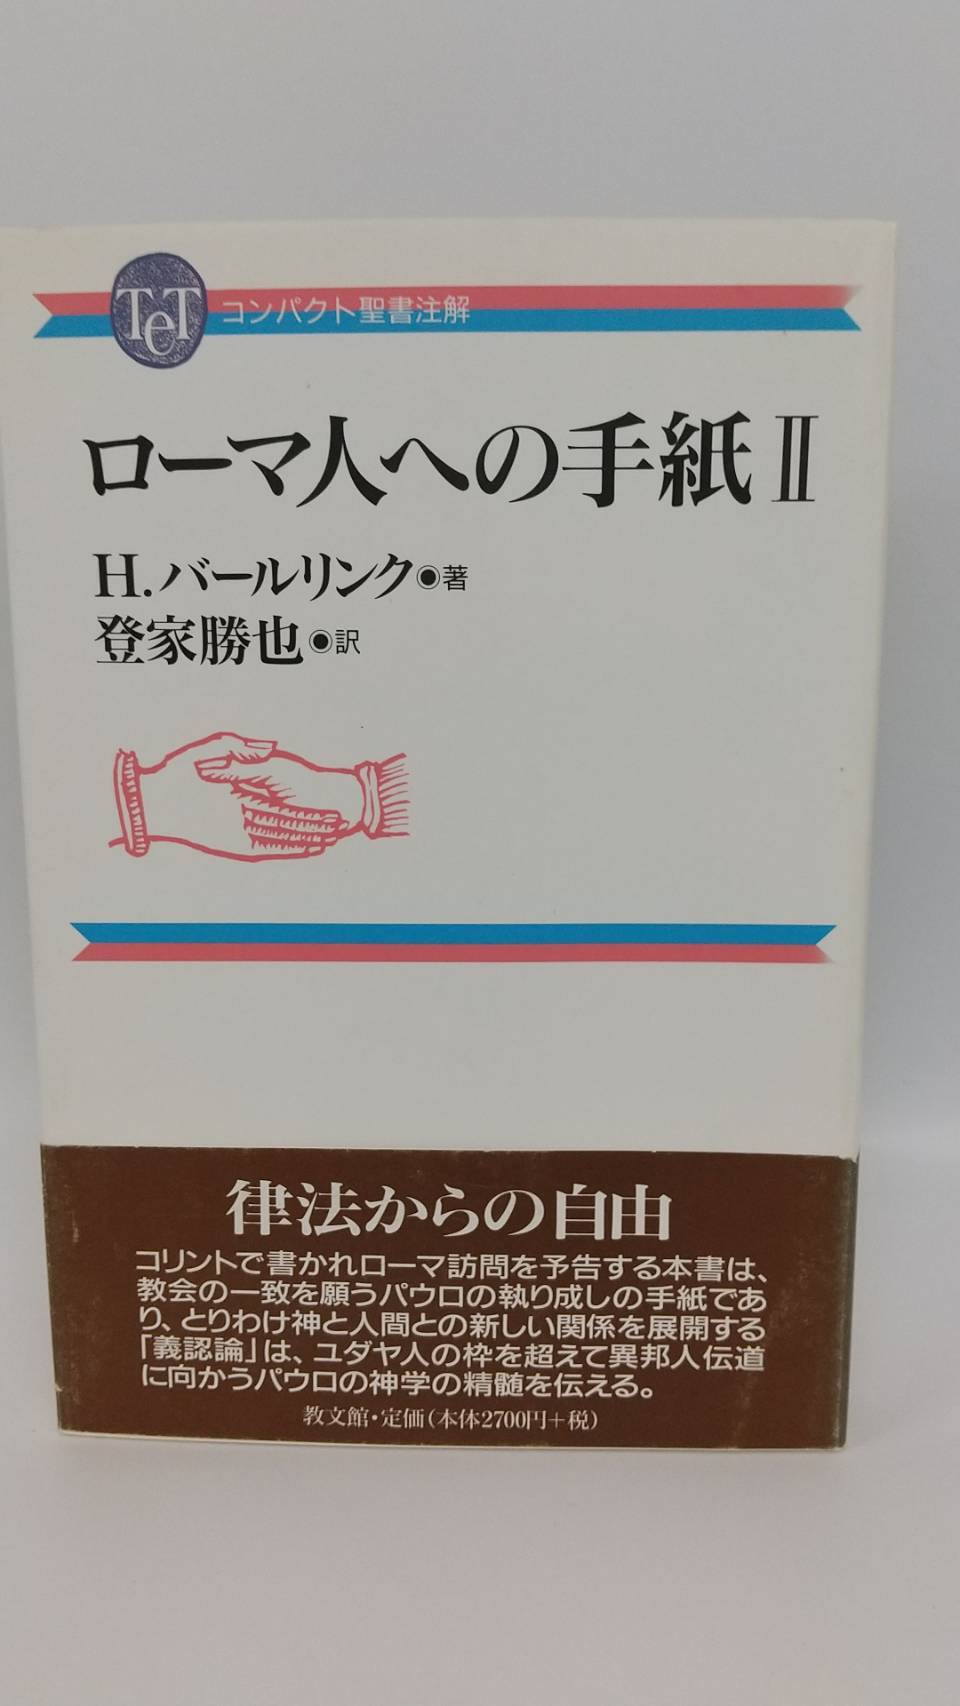 TeT コンパクト聖書注解
ローマ人への手紙Ⅱ
H.バールリンク◉著
登家勝也◉訳
律法からの自由
コリントで書かれローマ訪問を予告する本書は、
教会の一致を願うパウロの執り成しの手紙であ
り、とりわけ神と人間との新しい関係を展開する
「義認論」は、ユダヤ人の枠を超えて異邦人伝道
に向かうパウロの神学の精髄を伝える。
教文館・定価(本体2700円+税)